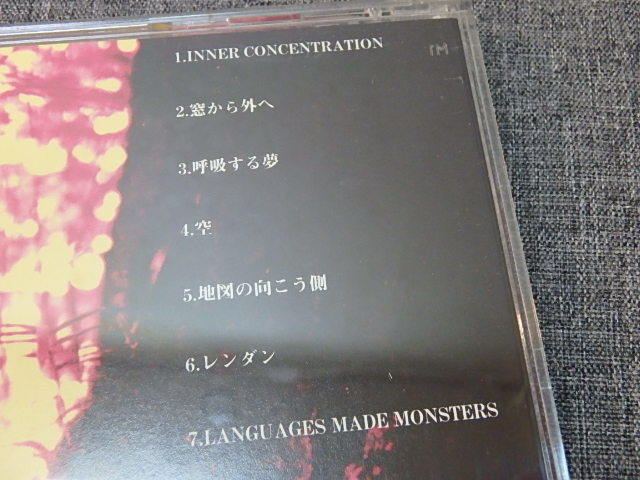 1.INNER CONCENTRATION
2.窓から外へ
3.呼吸する夢
4.空
5.地図の向こう側
6.レンダン
7.LANGUAGES MADE MONSTERS